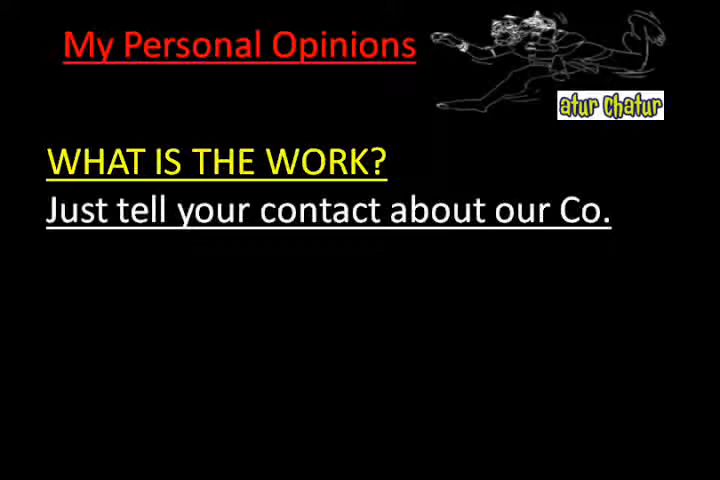 My Personal Opinions
atur chatur
WHAT IS THE WORK?
Just tell your contact about our Co.